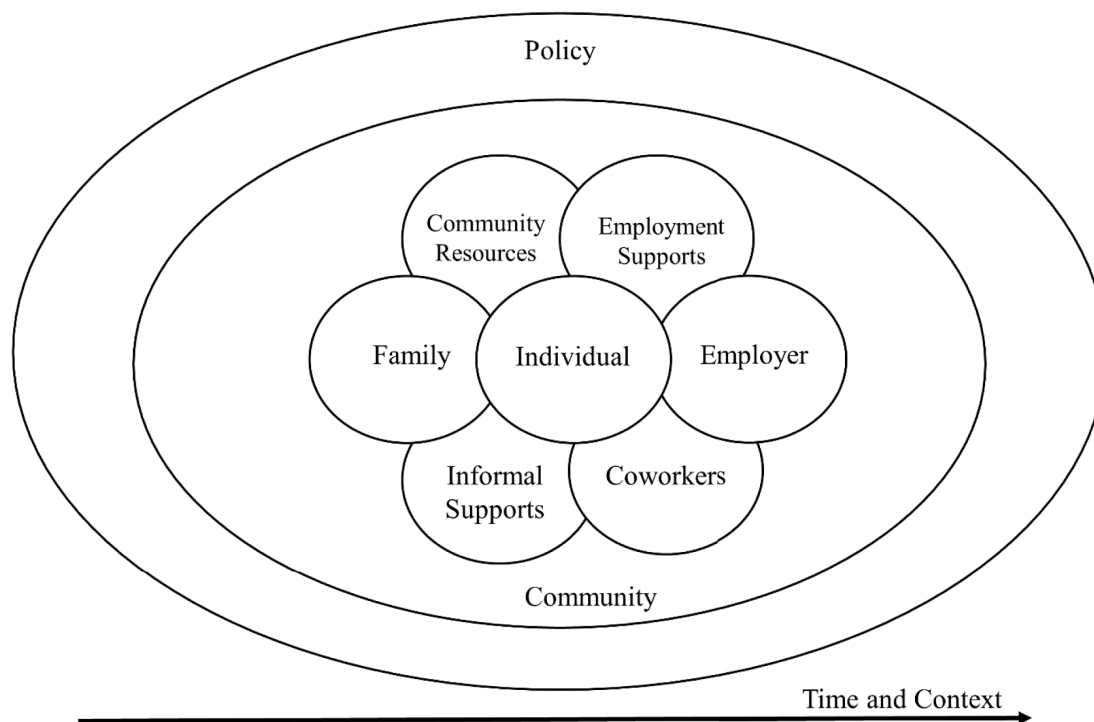 Policy
Community
Resources
Employment
Supports
Family
Individual
Employer
Informal
Supports
Coworkers
Community
Time and Context